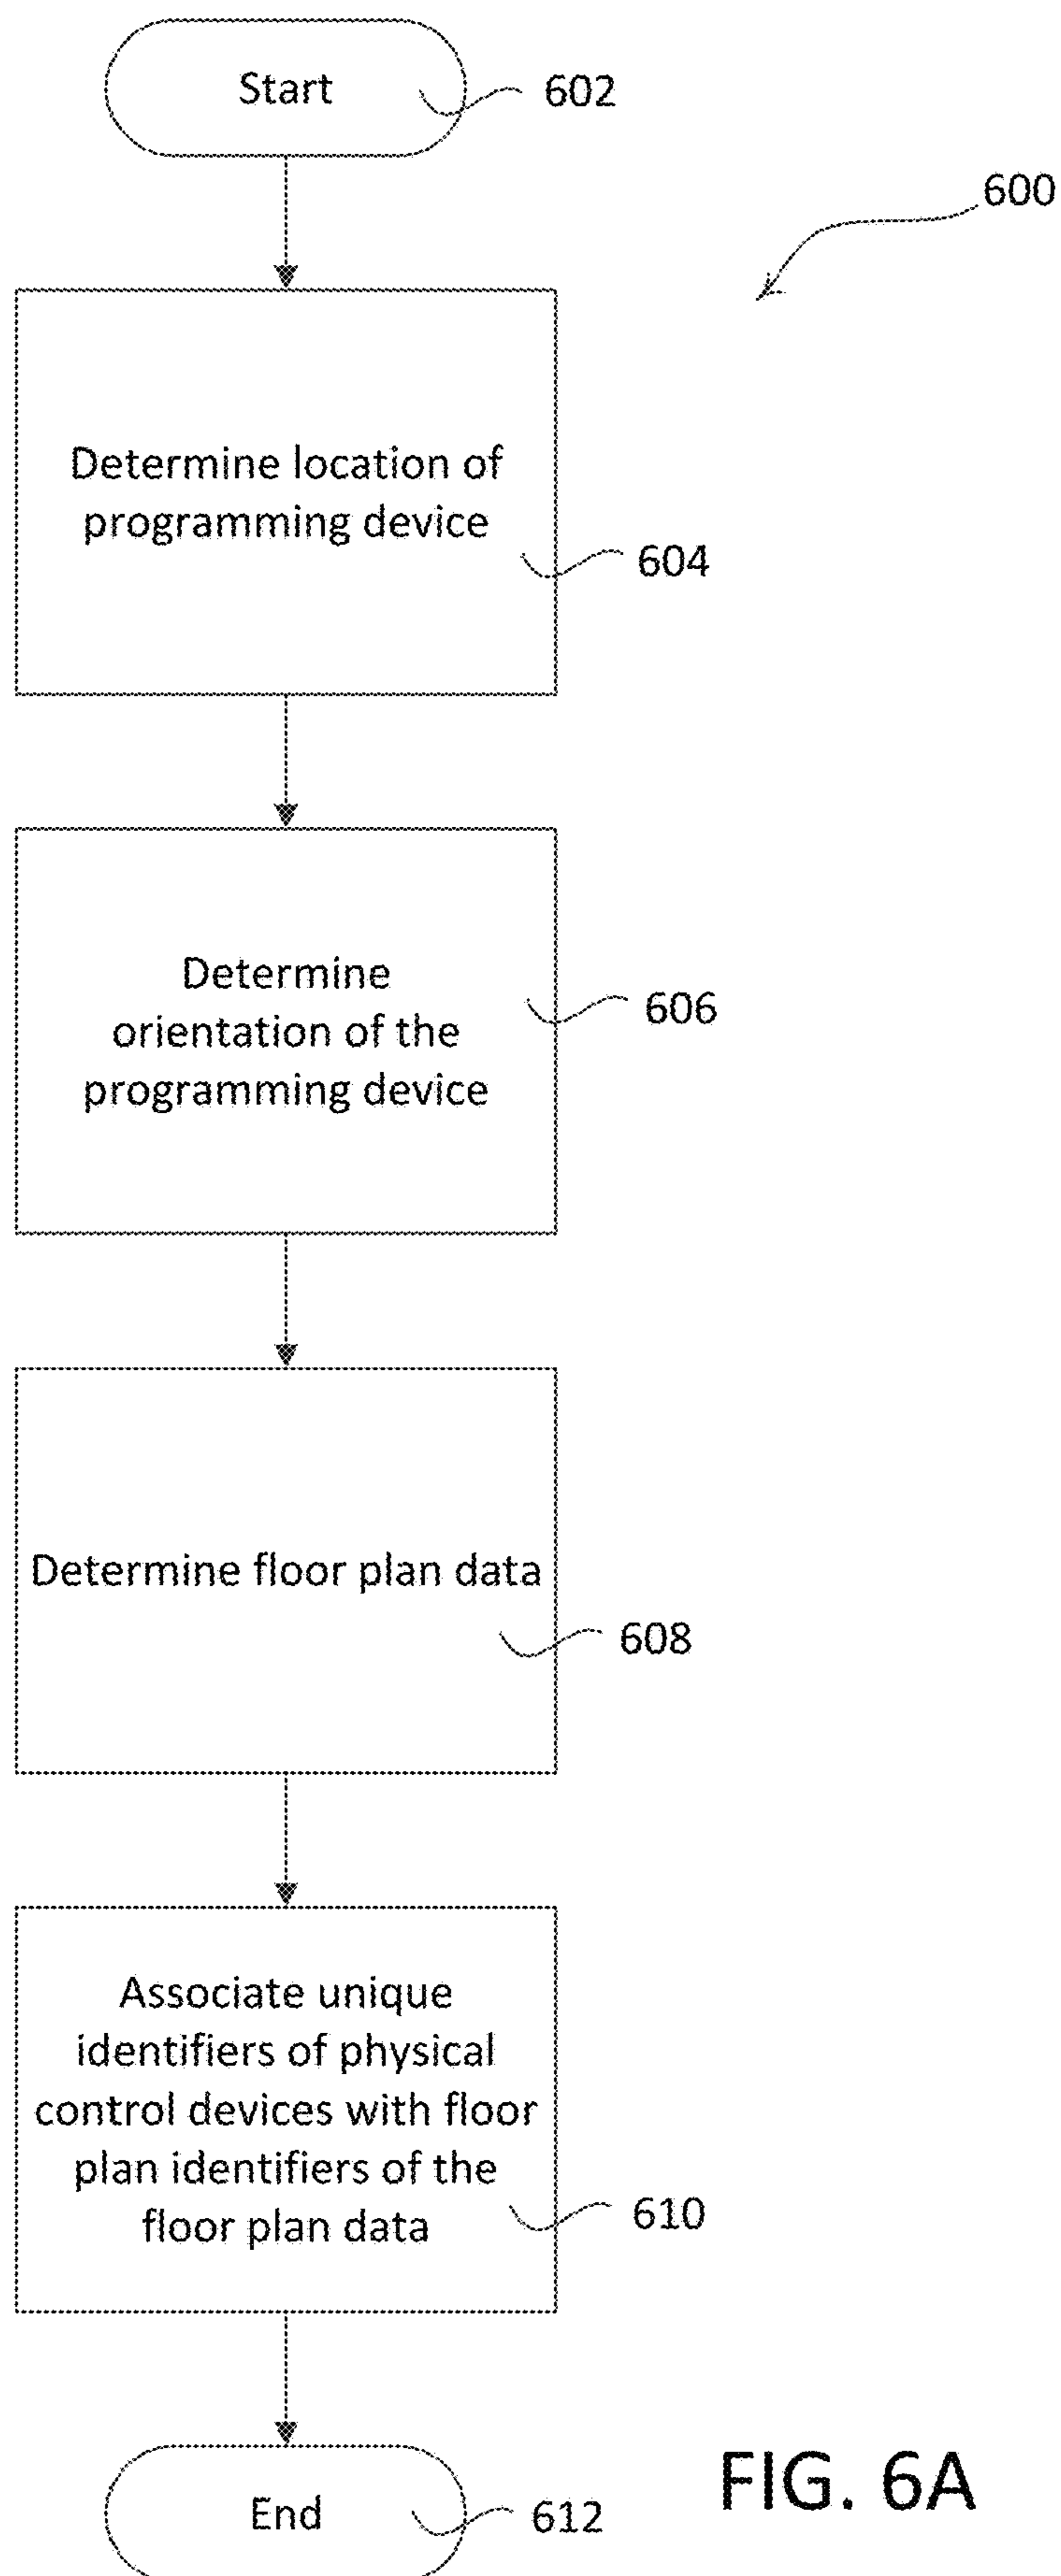 Start
602
600
Determine location of
programming device
604
Determine
orientation of the
programming device
606
Determine floor plan data
608
Associate unique
identifiers of physical
control devices with floor
plan identifiers of the
floor plan data
610
End
612
FIG. 6A